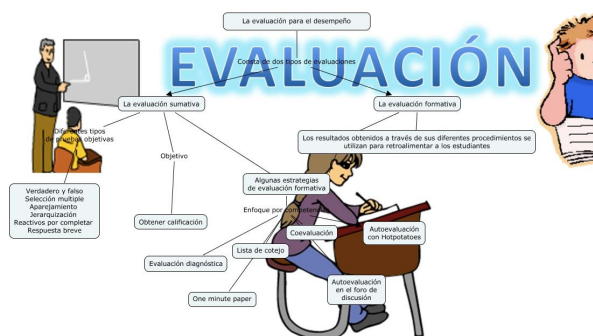 La evaluación para el desempeño
EVALUACIÓN
Consta de dos tipos de evaluaciones
La evaluación sumativa
La evaluación formativa
Diferentes tipos
de pruebas objetivas
Los resultados obtenidos a través de sus diferentes procedimientos se
utilizan para retroalimentar a los estudiantes
Objetivo
Algunas estrategias
de evaluación formativa
Verdadero y falso
Selección multiple
Aparejamiento
Jerarquización
Reactivos por completar
Respuesta breve
Enfoque por competencias
Obtener calificación
Coevaluación
Autoevaluación
con Hotpotatoes
Lista de cotejo
Evaluación diagnóstica
Autoevaluación
en el foro de
discusión
One minute paper